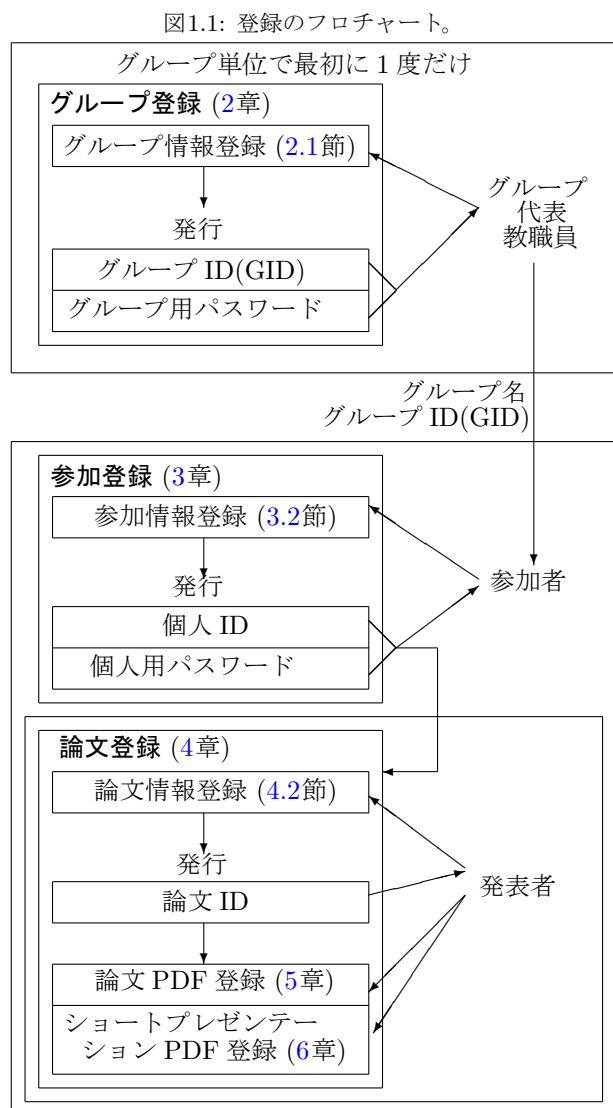 図1.1: 登録のフロチャート。
グループ単位で最初に 1 度だけ
グループ登録 (2章)
グループ情報登録 (2.1節)
グループ
代表
教職員
発行
グループ ID(GID)
グループ用パスワード
グループ名
グループ ID(GID)
参加登録 (3章)
参加情報登録 (3.2節)
発行
参加者
個人 ID
個人用パスワード
論文登録 (4章)
論文情報登録 (4.2節)
発行
発表者
論文 ID
論文 PDF 登録 (5章)
ショートプレゼンテー
ション PDF 登録 (6章)